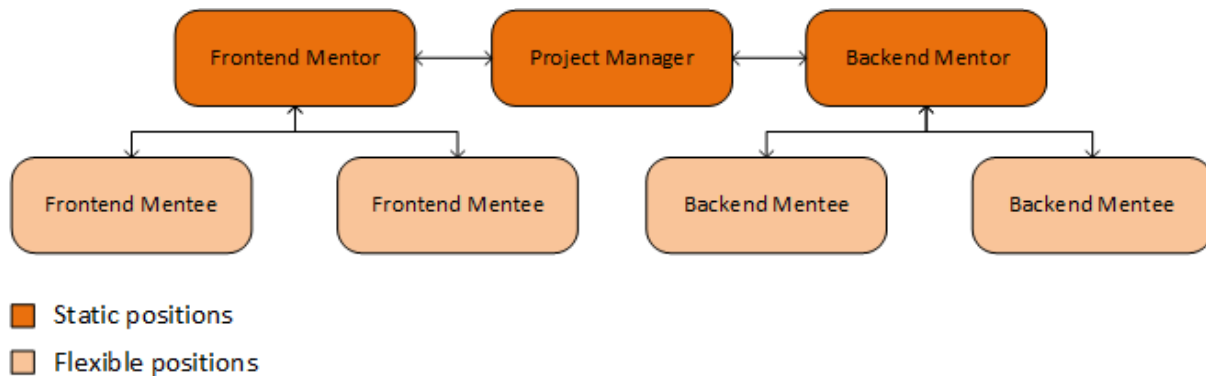 Frontend Mentor
Project Manager
Backend Mentor
Frontend Mentee
Frontend Mentee
Backend Mentee
Backend Mentee
Static positions
Flexible positions